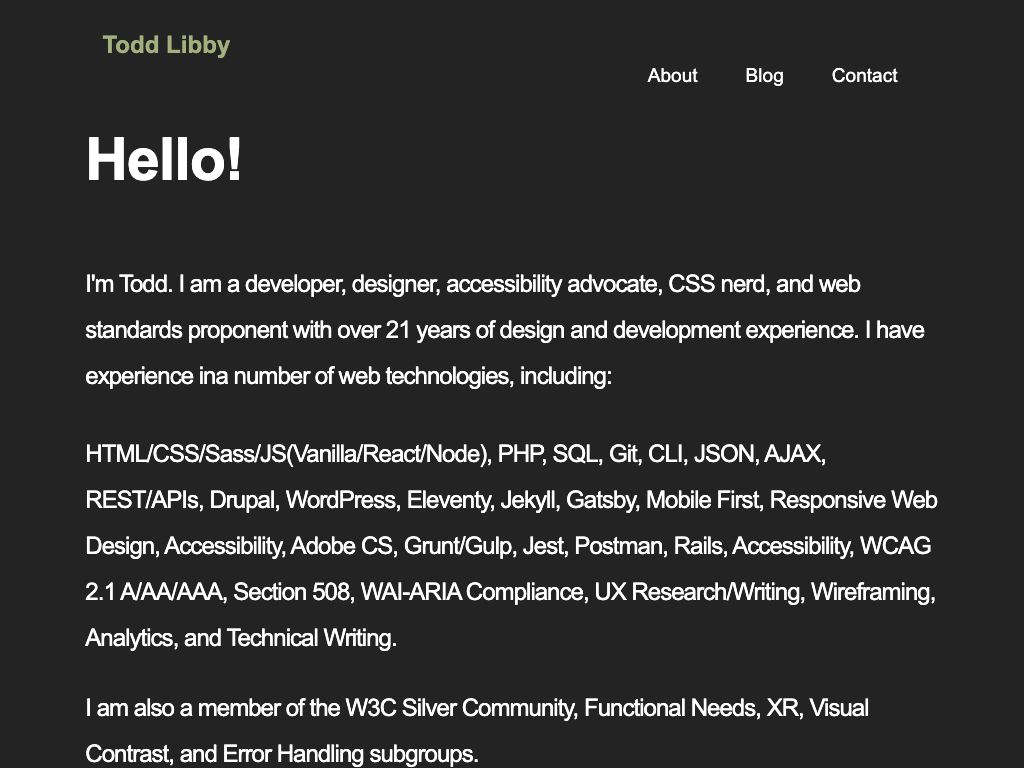 Todd Libby
About Blog Contact
Hello!
I'm Todd. I am a developer, designer, accessibility advocate, CSS nerd, and web
standards proponent with over 21 years of design and development experience. I have
experience ina number of web technologies, including:
HTML/CSS/Sass/JS(Vanilla/React/Node), PHP, SQL, Git, CLI, JSON, AJAX,
REST/APIs, Drupal, WordPress, Eleventy, Jekyll, Gatsby, Mobile First, Responsive Web
Design, Accessibility, Adobe CS, Grunt/Gulp, Jest, Postman, Rails, Accessibility, WCAG
2.1 A/AA/AAA, Section 508, WAI-ARIA Compliance, UX Research/Writing, Wireframing,
Analytics, and Technical Writing.
I am also a member of the W3C Silver Community, Functional Needs, XR, Visual
Contrast, and Error Handling subgroups.